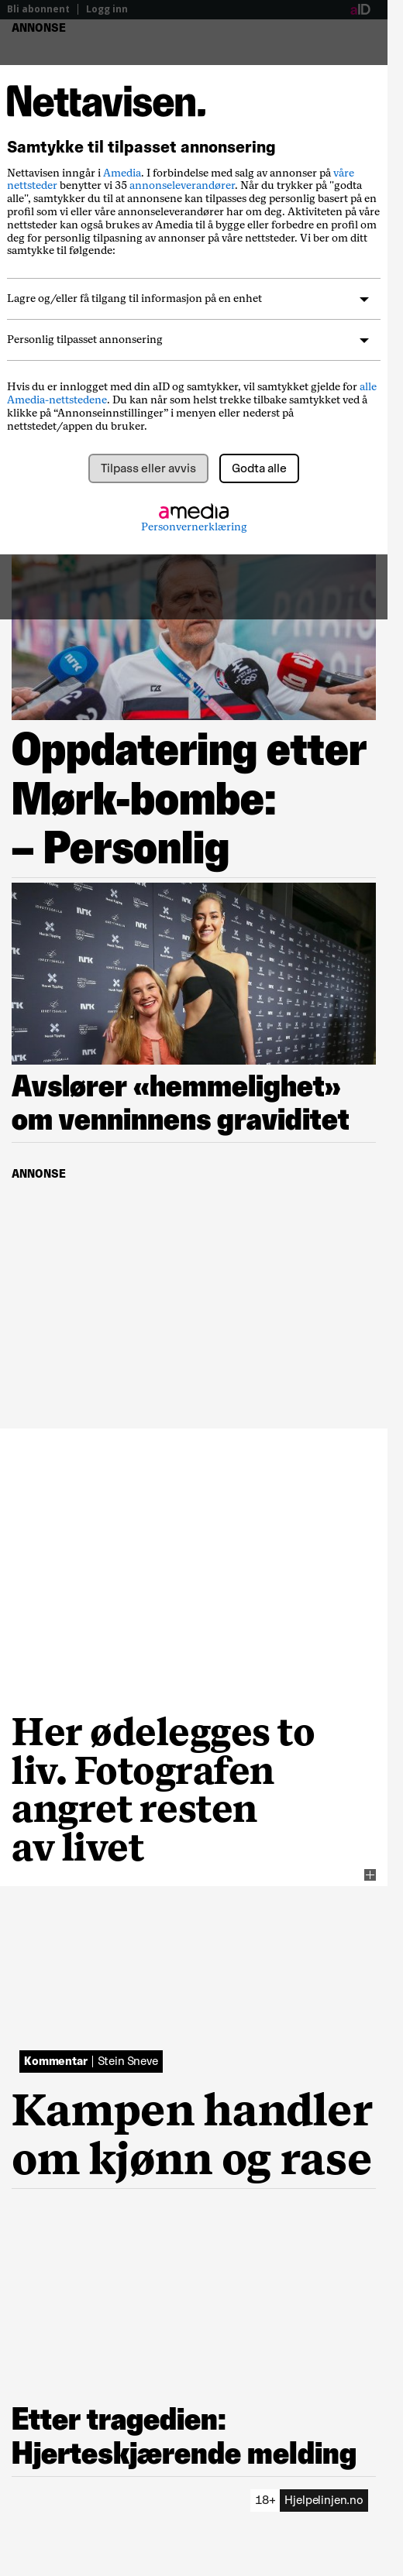 Bli abonnent | Logg inn
aID
ANNONSE
Nettavisen.
Samtykke til tilpasset annonsering
Nettavisen inngår i Amedia. I forbindelse med salg av annonser på våre
nettsteder benytter vi 35 annonseleverandører. Når du trykker på "godta
alle", samtykker du til at annonsene kan tilpasses deg personlig basert på en
profil som vi eller våre annonseleverandører har om deg. Aktiviteten på våre
nettsteder kan også brukes av Amedia til å bygge eller forbedre en profil om
deg for personlig tilpasning av annonser på våre nettsteder. Vi ber om ditt
samtykke til følgende:
Lagre og/eller få tilgang til informasjon på en enhet
Personlig tilpasset annonsering
Hvis du er innlogget med din aID og samtykker, vil samtykket gjelde for alle
Amedia-nettstedene. Du kan når som helst trekke tilbake samtykket ved å
klikke på “Annonseinnstillinger” i menyen eller nederst på
nettstedet/appen du bruker.
Tilpass eller avvis
Godta alle
amedia
Personvernerklæring
Oppdatering etter
Mørk-bombe:
– Personlig
Avslører «hemmelighet»
om venninnens graviditet
ANNONSE
Her ødelegges to
liv. Fotografen
angret resten
av livet
Kommentar | Stein Sneve
Kampen handler
om kjønn og rase
Etter tragedien:
Hjerteskjærende melding
18+ Hjelpelinjen.no